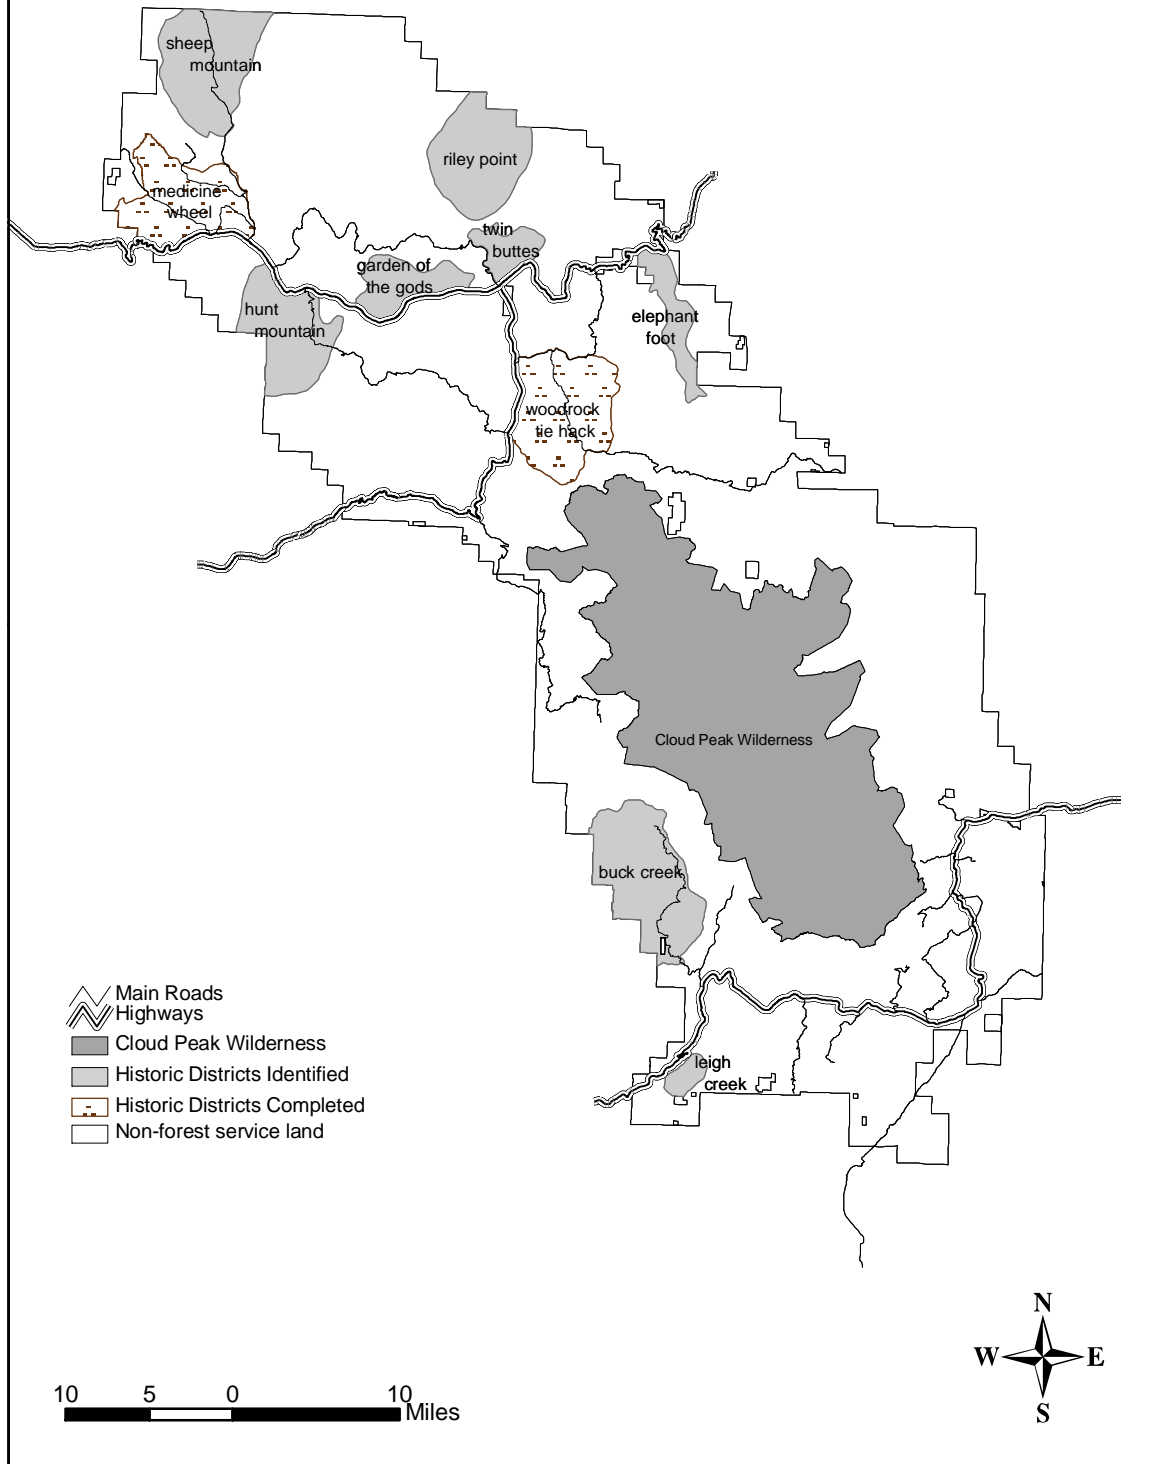 sheep
mountain
riley point
medicine
wheel
twin
buttes
garden of
the gods
hunt
mountain
elephant
foot
woodrock
tie hack
Cloud Peak Wilderness
buck creek
leigh
creek
Main Roads
Highways
Cloud Peak Wilderness
Historic Districts Identified
Historic Districts Completed
Non-forest service land
N
W E
S
10 5 0 10 Miles